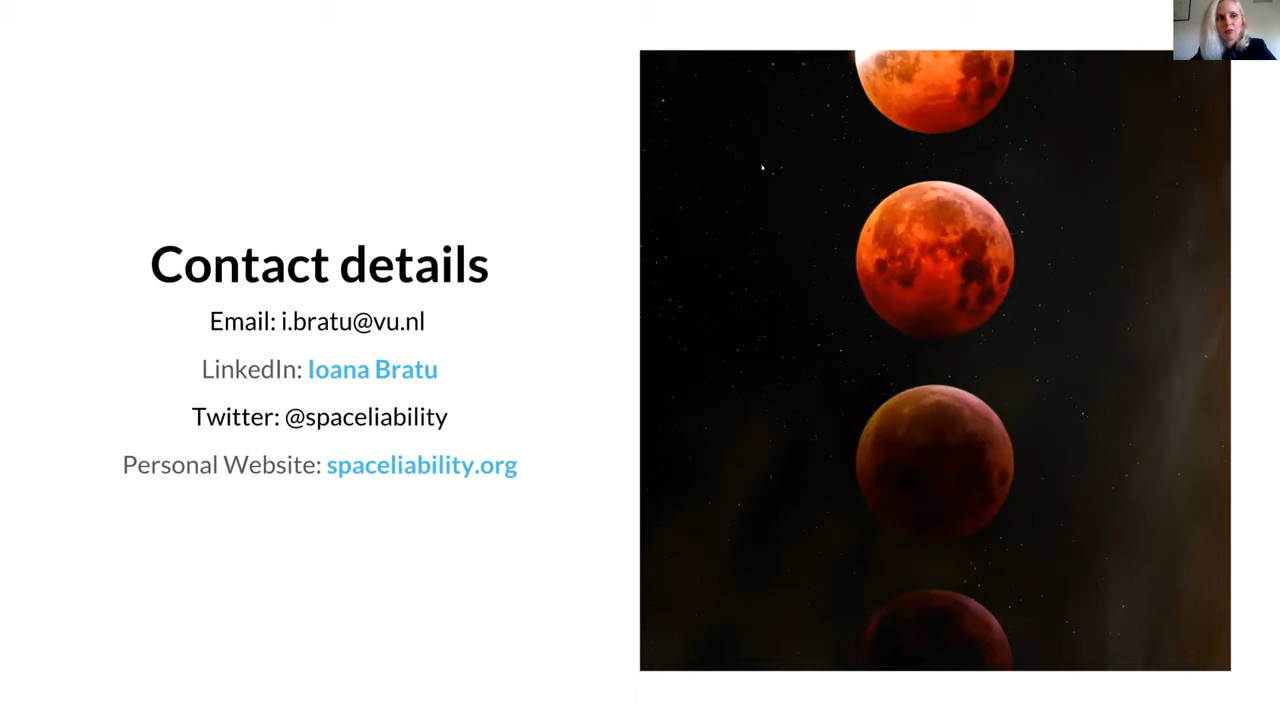 Contact details
Email: i.bratu@vu.nl
LinkedIn: Ioana Bratu
Twitter: @spaceliability
Personal Website: spaceliability.org